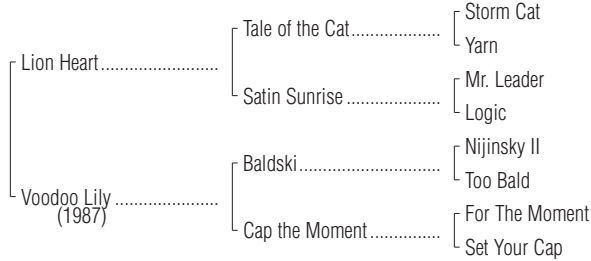 Storm Cat
Tale of the Cat
Yarn
Lion Heart
Mr. Leader
Satin Sunrise
Logic
Nijinsky II
Baldski
Too Bald
Voodoo Lily
(1987)
For The Moment
Cap the Moment
Set Your Cap